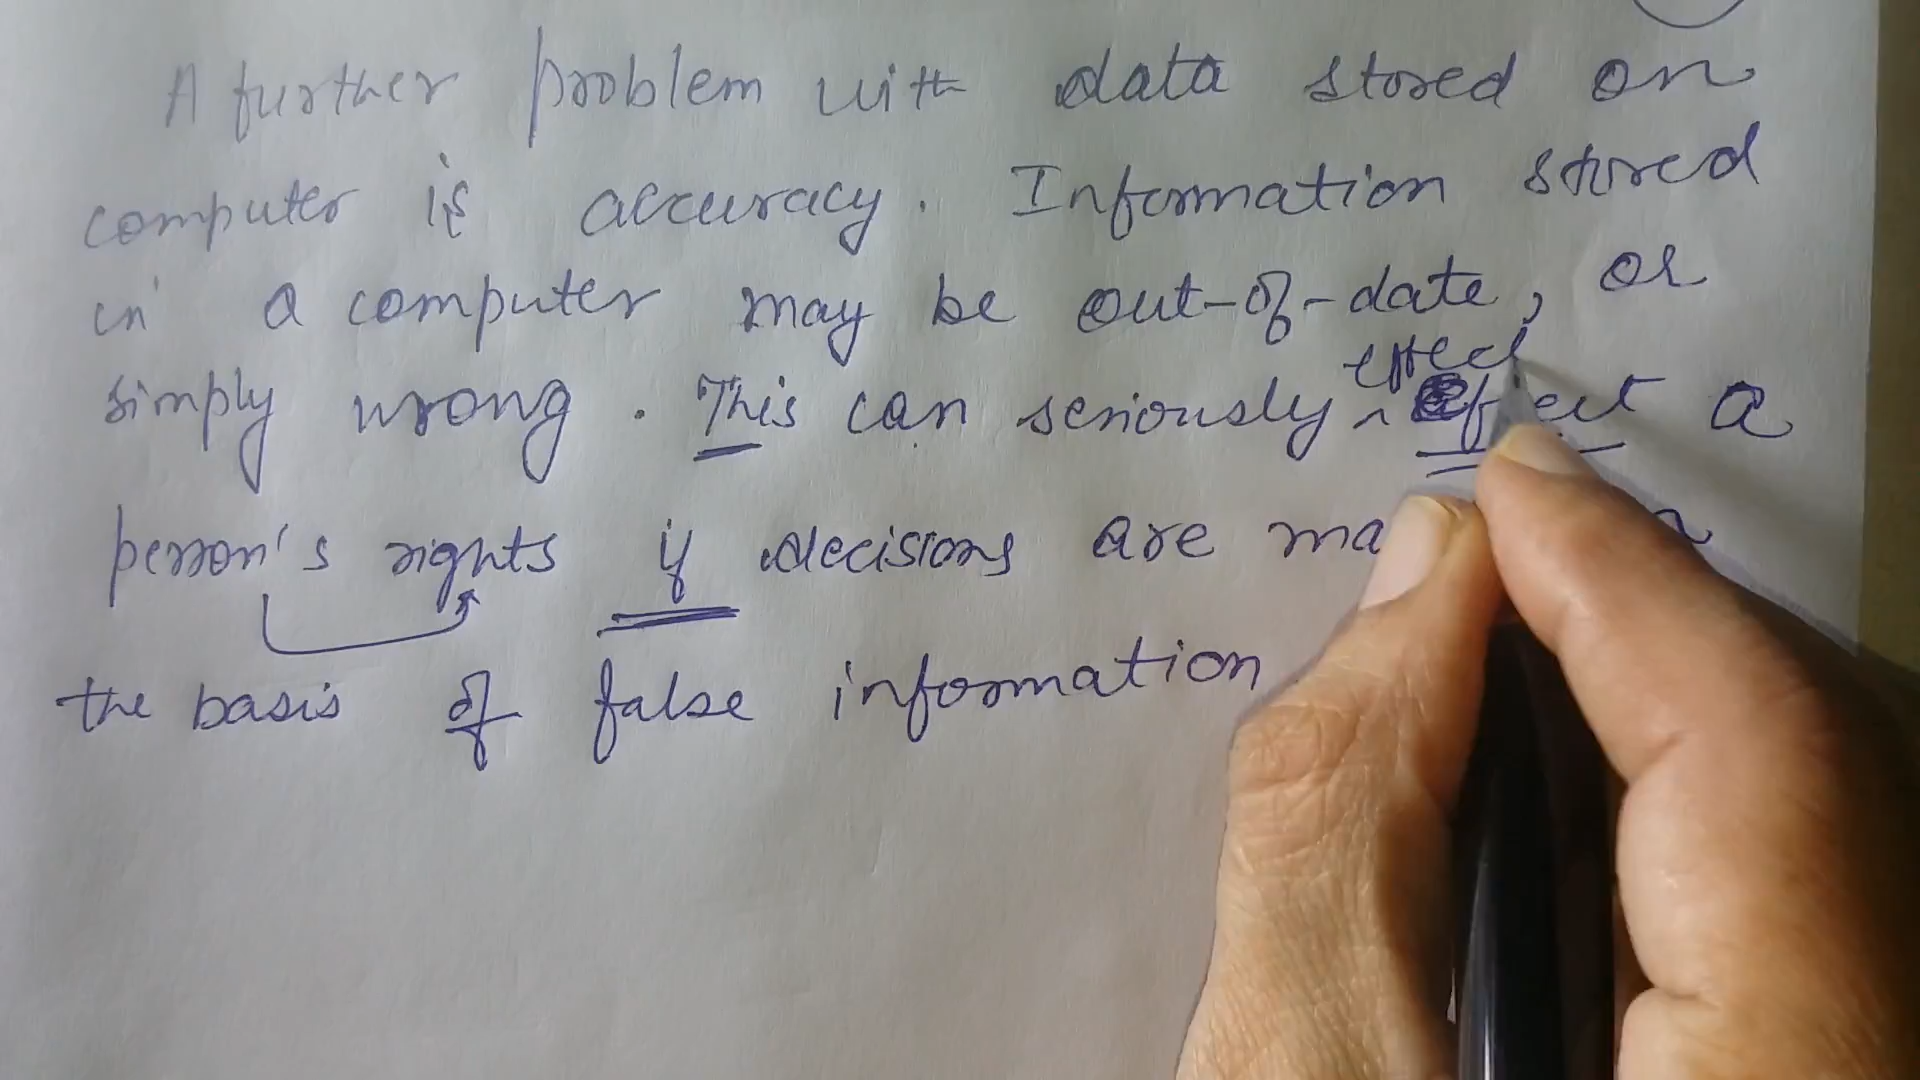 A further problem with data stored on
computer is accuracy. Information stored
in a computer may be out-of-date, or
effect
simply wrong. This can seriously ^ effect a
person's rights if decisions are ma
the basis of false information